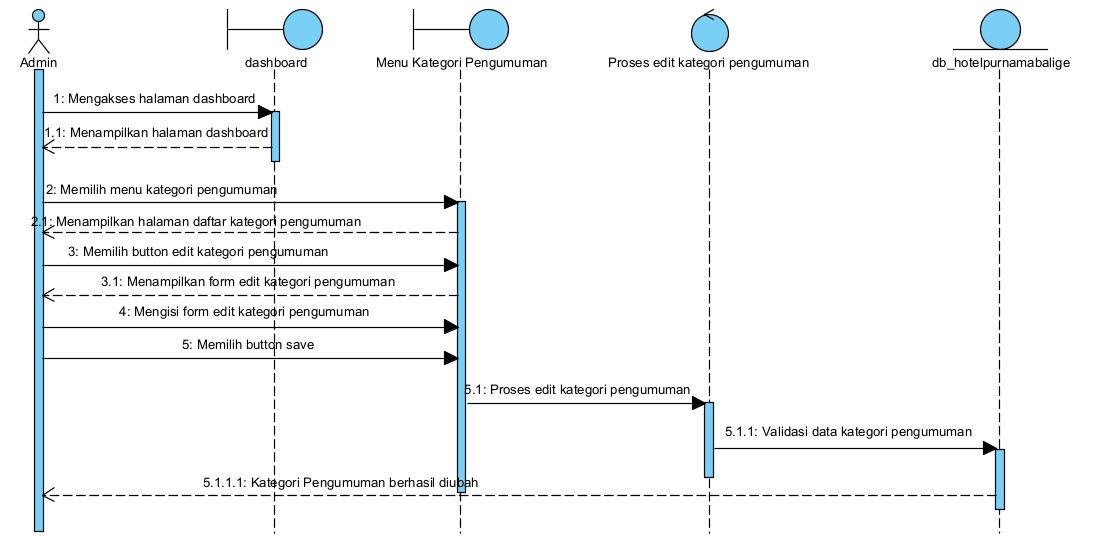 Admin
dashboard
Menu Kategori Pengumuman
Proses edit kategori pengumuman
db_hotelpurnamabalige
1: Mengakses halaman dashboard
1.1: Menampilkan halaman dashboard
2: Memilih menu kategori pengumuman
2.1: Menampilkan halaman daftar kategori pengumuman
3: Memilih button edit kategori pengumuman
3.1: Menampilkan form edit kategori pengumuman
4: Mengisi form edit kategori pengumuman
5: Memilih button save
5.1: Proses edit kategori pengumuman
5.1.1: Validasi data kategori pengumuman
5.1.1.1: Kategori Pengumuman berhasil diubah